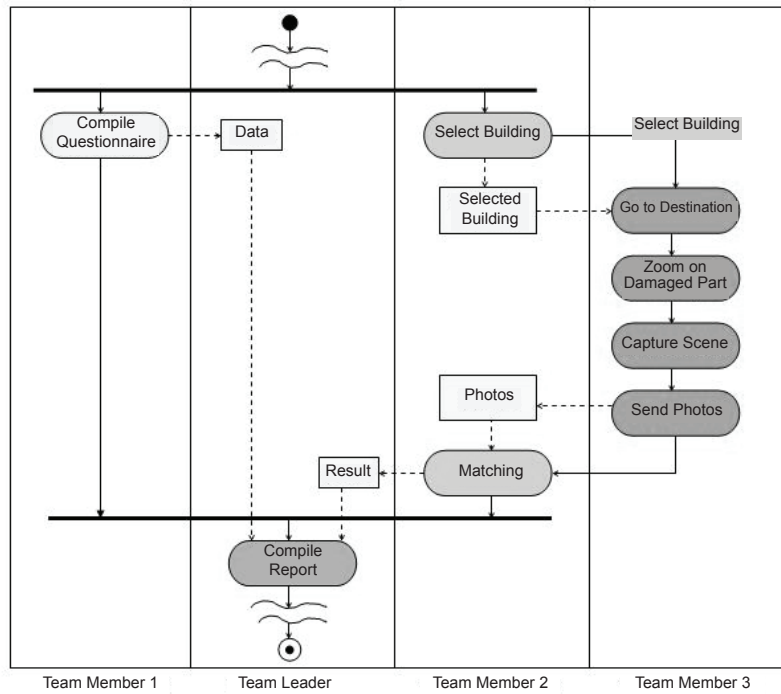 Compile
Questionnaire
Data
Select Building
Select Building
Selected
Building
Go to Destination
Zoom on
Damaged Part
Capture Scene
Photos
Send Photos
Result
Matching
Compile
Report
Team Member 1
Team Leader
Team Member 2
Team Member 3